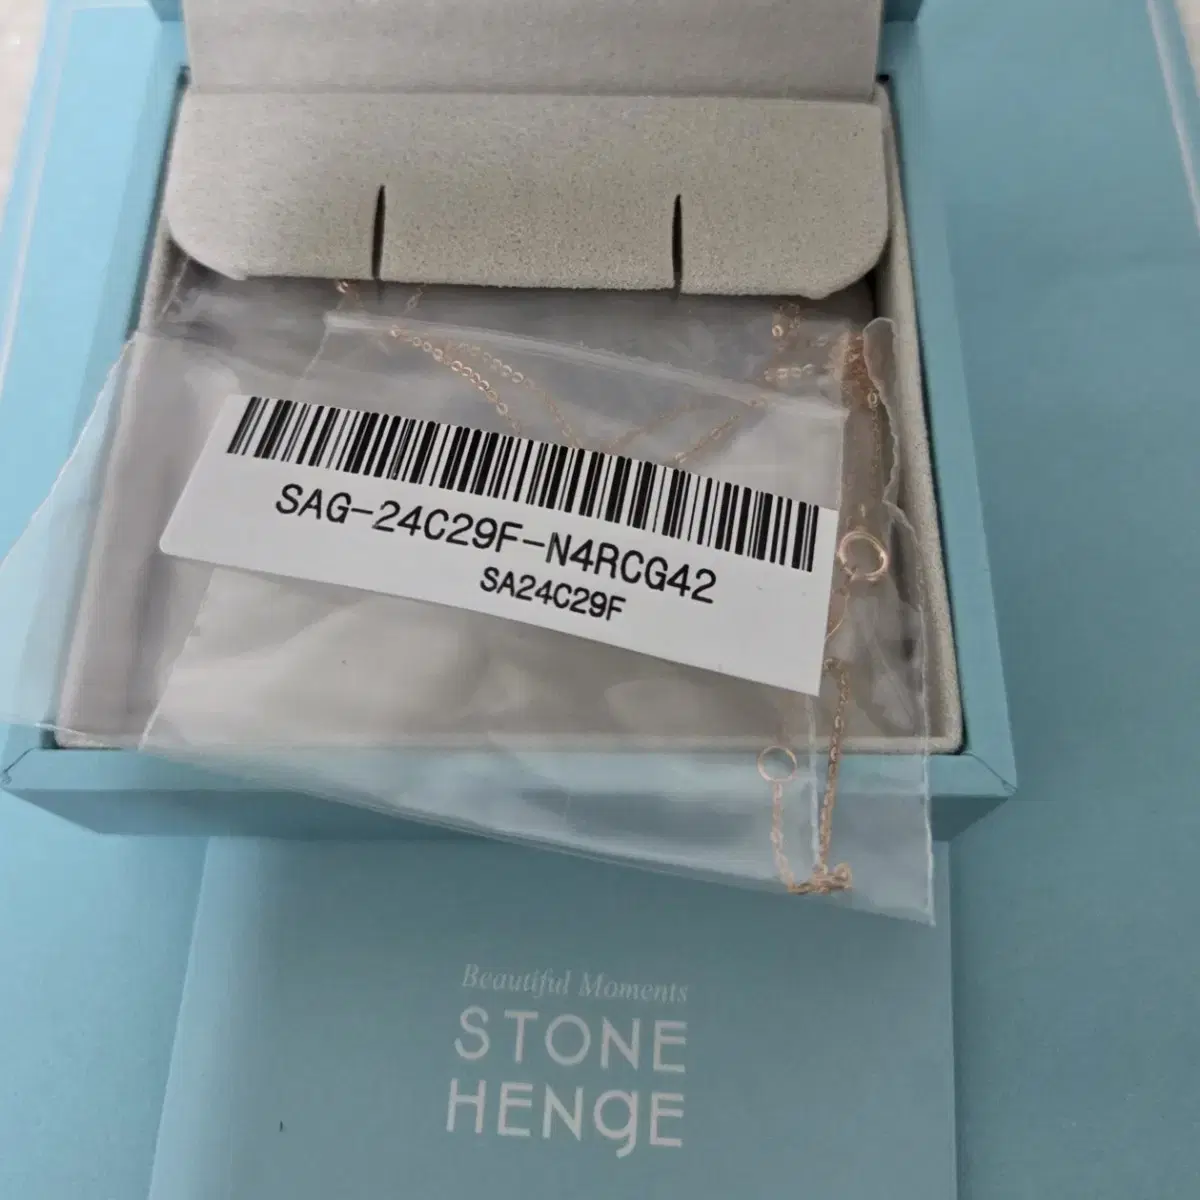 SAG-24C29F-N4RCG42
SA24C29F
Beautiful Moments
STONE
HENgE